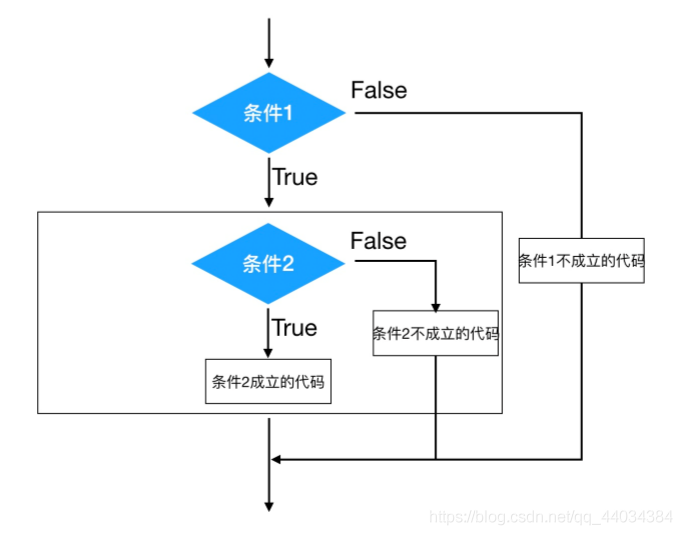 False
条件1
True
False
条件2
条件1不成立的代码
True
条件2不成立的代码
条件2成立的代码
https://blog.csdn.net/qq_44034384